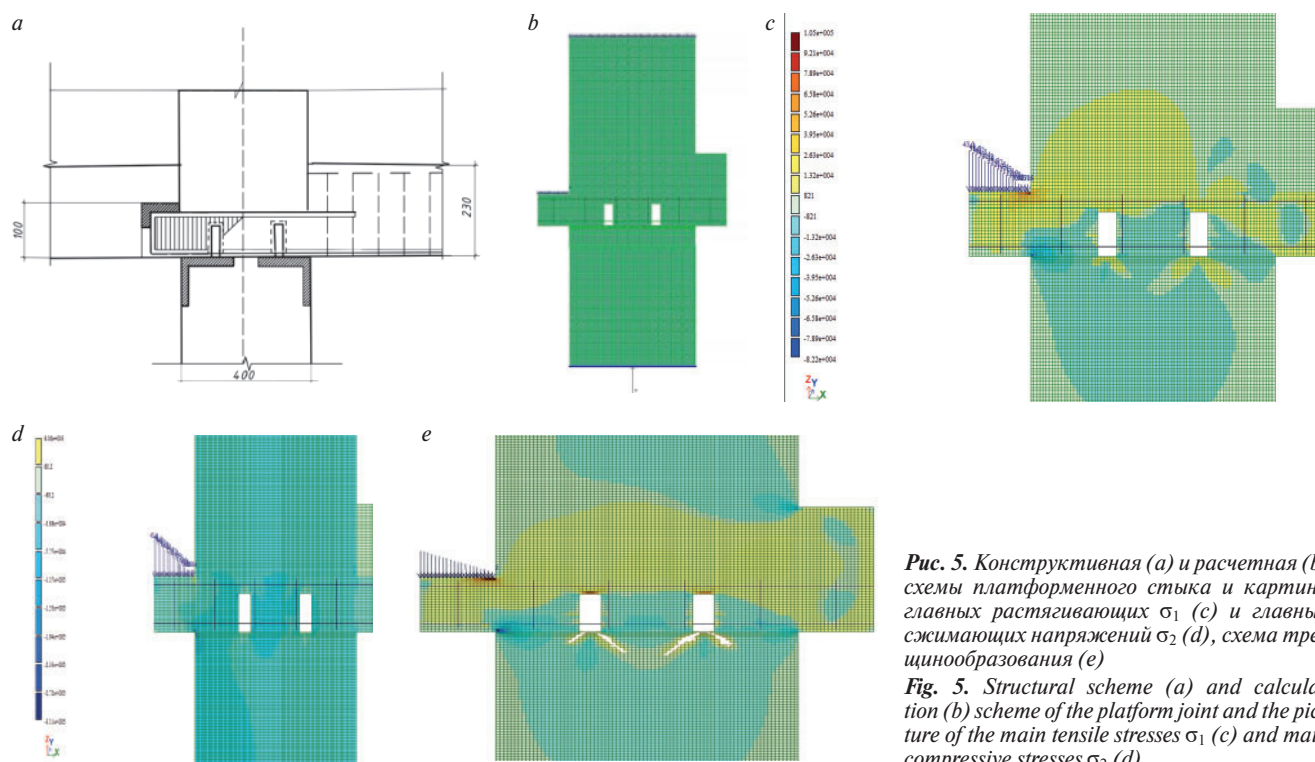 a
b
c
100
230
400
1.05e+005
9.21e+004
7.89e+004
6.58e+004
5.26e+004
3.95e+004
2.63e+004
1.32e+004
821
-821
-1.32e+004
-2.63e+004
-3.95e+004
-5.26e+004
-6.58e+004
-7.89e+004
-8.22e+004
Z
Y
X
d
e
Z
Y
X
Рис. 5. Конструктивная (a) и расчетная (b
схемы платформенного стыка и картин
главных растягивающих σ1 (c) и главны
сжимающих напряжений σ2 (d), схема тре
щинообразования (e)
Fig. 5. Structural scheme (a) and calcula
tion (b) scheme of the platform joint and the pic
ture of the main tensile stresses σ1 (c) and mai
compressive stresses σ2 (d)